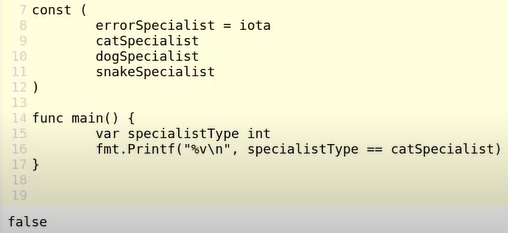 7 const (
8         errorSpecialist = iota
9         catSpecialist
10         dogSpecialist
11         snakeSpecialist
12 )
13
14 func main() {
15         var specialistType int
16         fmt.Printf("%v\n", specialistType == catSpecialist)
17 }
18
19
false